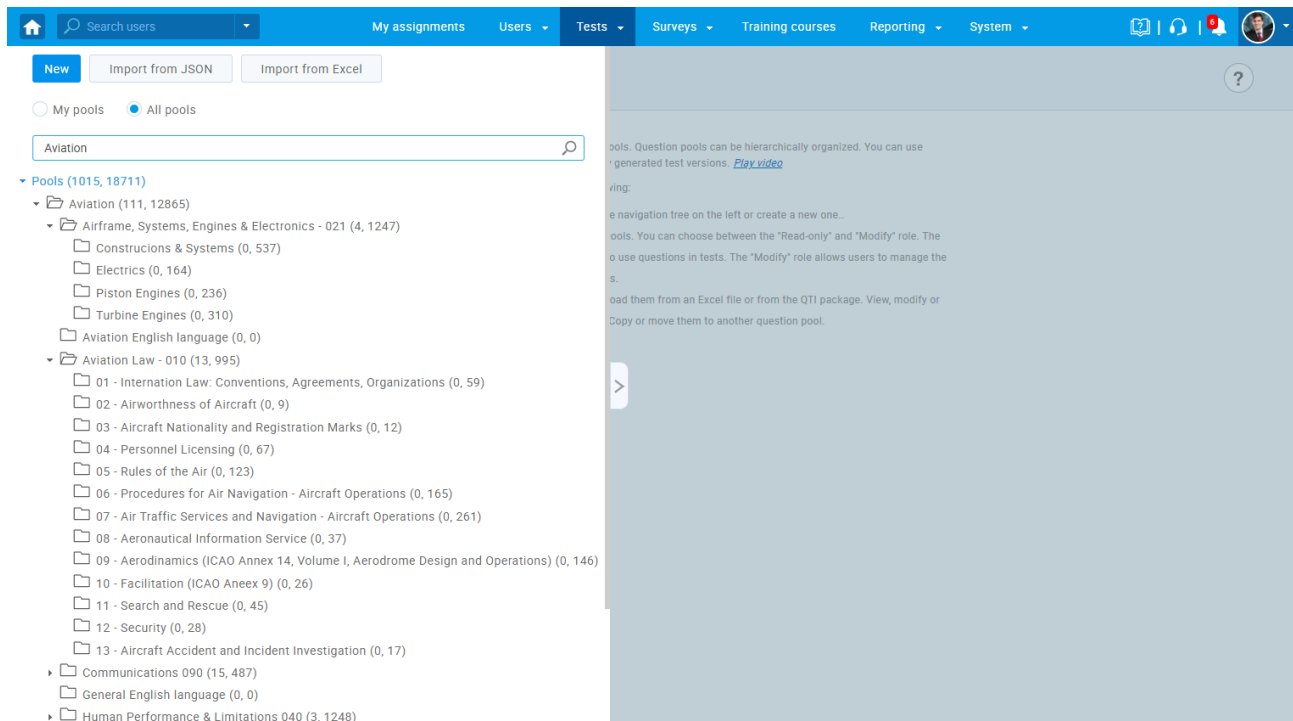 Search users
My assignments
Users
Tests
Surveys
Training courses
Reporting
System
6
New
Import from JSON
Import from Excel
My pools
All pools
Aviation
Pools (1015, 18711)
Aviation (111, 12865)
Airframe, Systems, Engines & Electronics - 021 (4, 1247)
Construcions & Systems (0, 537)
Electrics (0, 164)
Piston Engines (0, 236)
Turbine Engines (0, 310)
Aviation English language (0, 0)
Aviation Law - 010 (13, 995)
01 - Internation Law: Conventions, Agreements, Organizations (0, 59)
02 - Airworthness of Aircraft (0, 9)
03 - Aircraft Nationality and Registration Marks (0, 12)
04 - Personnel Licensing (0, 67)
05 - Rules of the Air (0, 123)
06 - Procedures for Air Navigation - Aircraft Operations (0, 165)
07 - Air Traffic Services and Navigation - Aircraft Operations (0, 261)
08 - Aeronautical Information Service (0, 37)
09 - Aerodinamics (ICAO Annex 14, Volume I, Aerodrome Design and Operations) (0, 146)
10 - Facilitation (ICAO Aneex 9) (0, 26)
11 - Search and Rescue (0, 45)
12 - Security (0, 28)
13 - Aircraft Accident and Incident Investigation (0, 17)
Communications 090 (15, 487)
General English language (0, 0)
Human Performance & Limitations 040 (3, 1248)
?
ools. Question pools can be hierarchically organized. You can use
generated test versions. Play video
ving:
e navigation tree on the left or create a new one..
ools. You can choose between the "Read-only" and "Modify" role. The
o use questions in tests. The "Modify" role allows users to manage the
s.
oad them from an Excel file or from the QTI package. View, modify or
Copy or move them to another question pool.